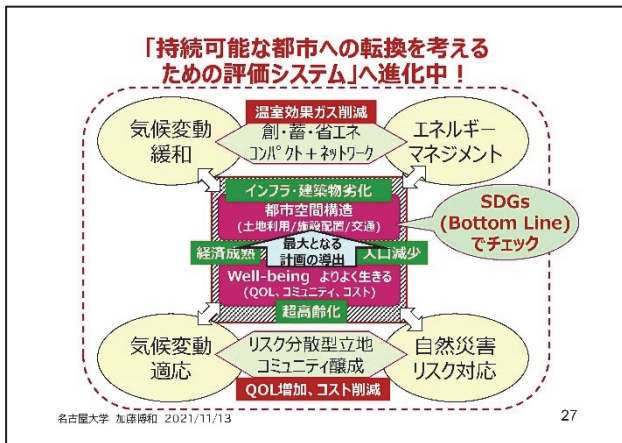 「持続可能な都市への転換を考える
ための評価システム」へ進化中！
温室効果ガス削減
気候変動
緩和
創・蓄・省エネ
コンパクト＋ネットワーク
エネルギー
マネジメント
インフラ・建築物劣化
都市空間構造
(土地利用/施設配置/交通)
SDGs
(Bottom Line)
でチェック
経済成熟
最大となる
計画の導出
人口減少
Well-being よりよく生きる
(QOL、コミュニティ、コスト)
超高齢化
気候変動
適応
リスク分散型立地
コミュニティ醸成
自然災害
リスク対応
QOL増加、コスト削減
名古屋大学 加藤博和 2021/11/13
27